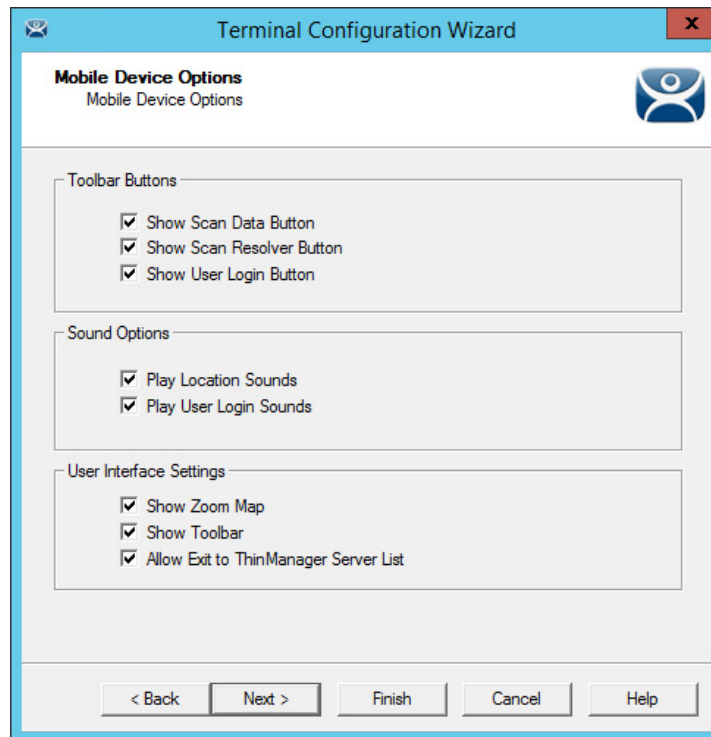 Terminal Configuration Wizard
x
Mobile Device Options
Mobile Device Options
Toolbar Buttons
Show Scan Data Button
Show Scan Resolver Button
Show User Login Button
Sound Options
Play Location Sounds
Play User Login Sounds
User Interface Settings
Show Zoom Map
Show Toolbar
Allow Exit to ThinManager Server List
< Back Next > Finish Cancel Help